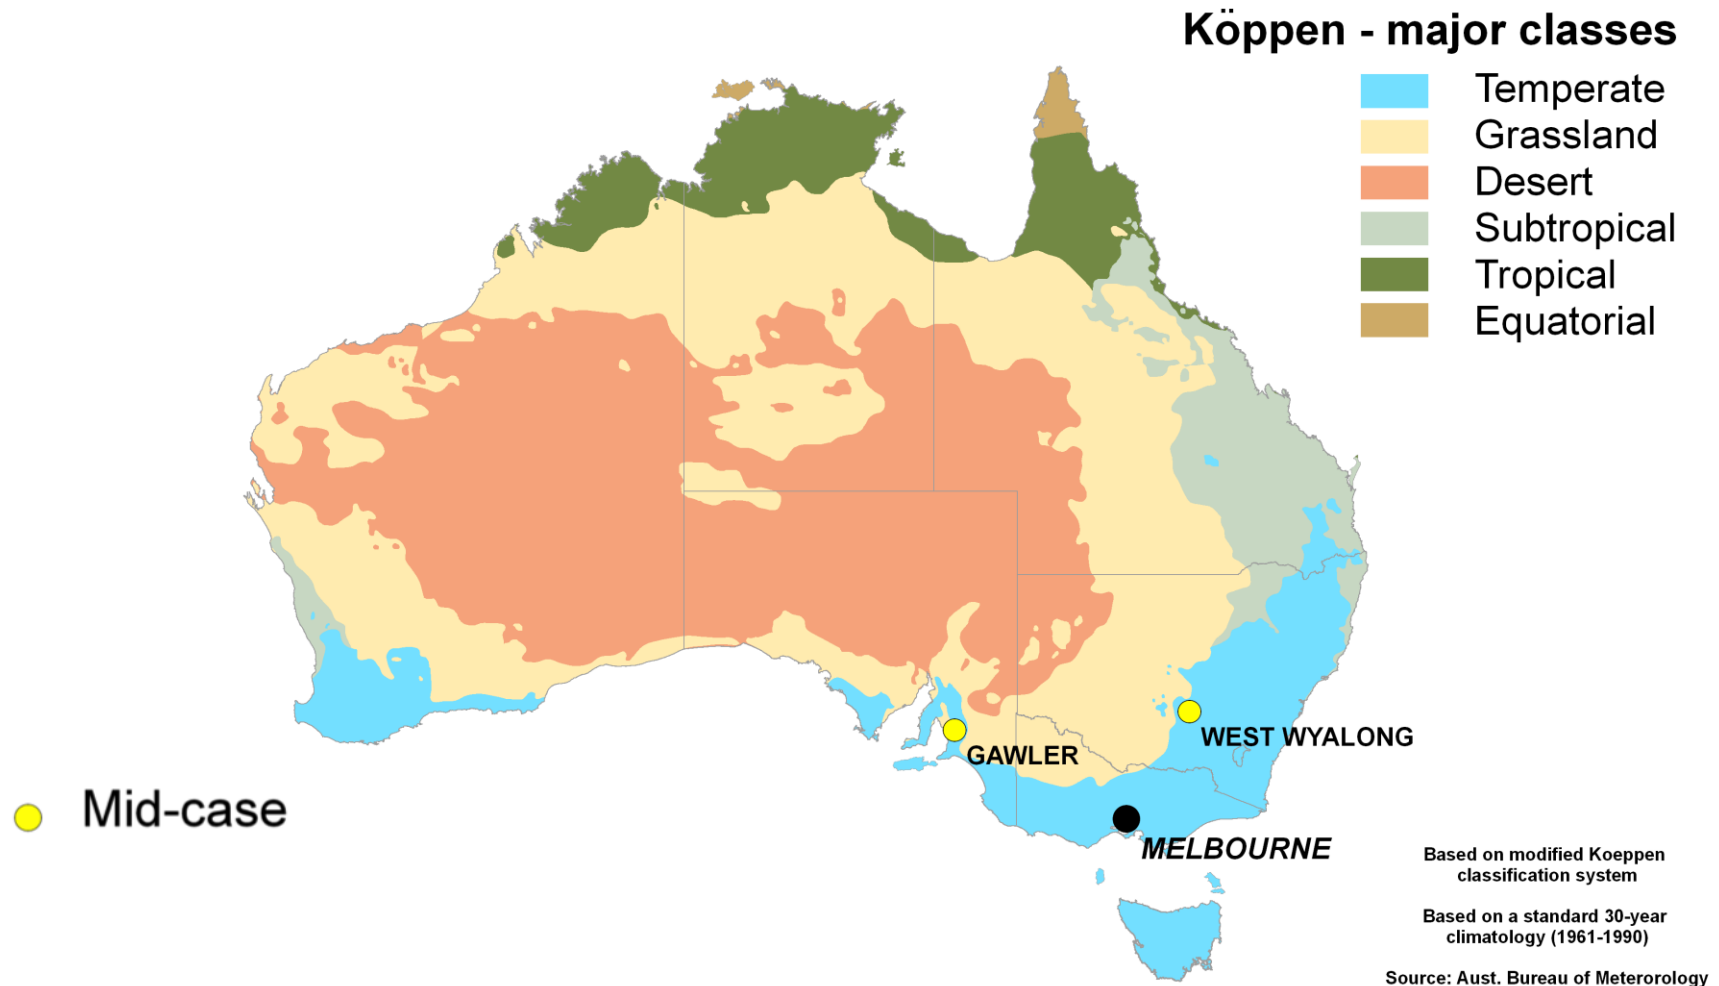 Köppen - major classes
Temperate
Grassland
Desert
Subtropical
Tropical
Equatorial
WEST WYALONG
GAWLER
Mid-case
MELBOURNE
Based on modified Koeppen
classification system
Based on a standard 30-year
climatology (1961-1990)
Source: Aust. Bureau of Meterorology